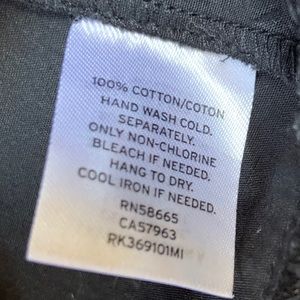 100% COTTON/COTON
HAND WASH COLD.
SEPARATELY.
ONLY NON-CHLORINE
BLEACH IF NEEDED.
HANG TO DRY.
COOL IRON IF NEEDED.
RN58665
CA57963
RK369101MI